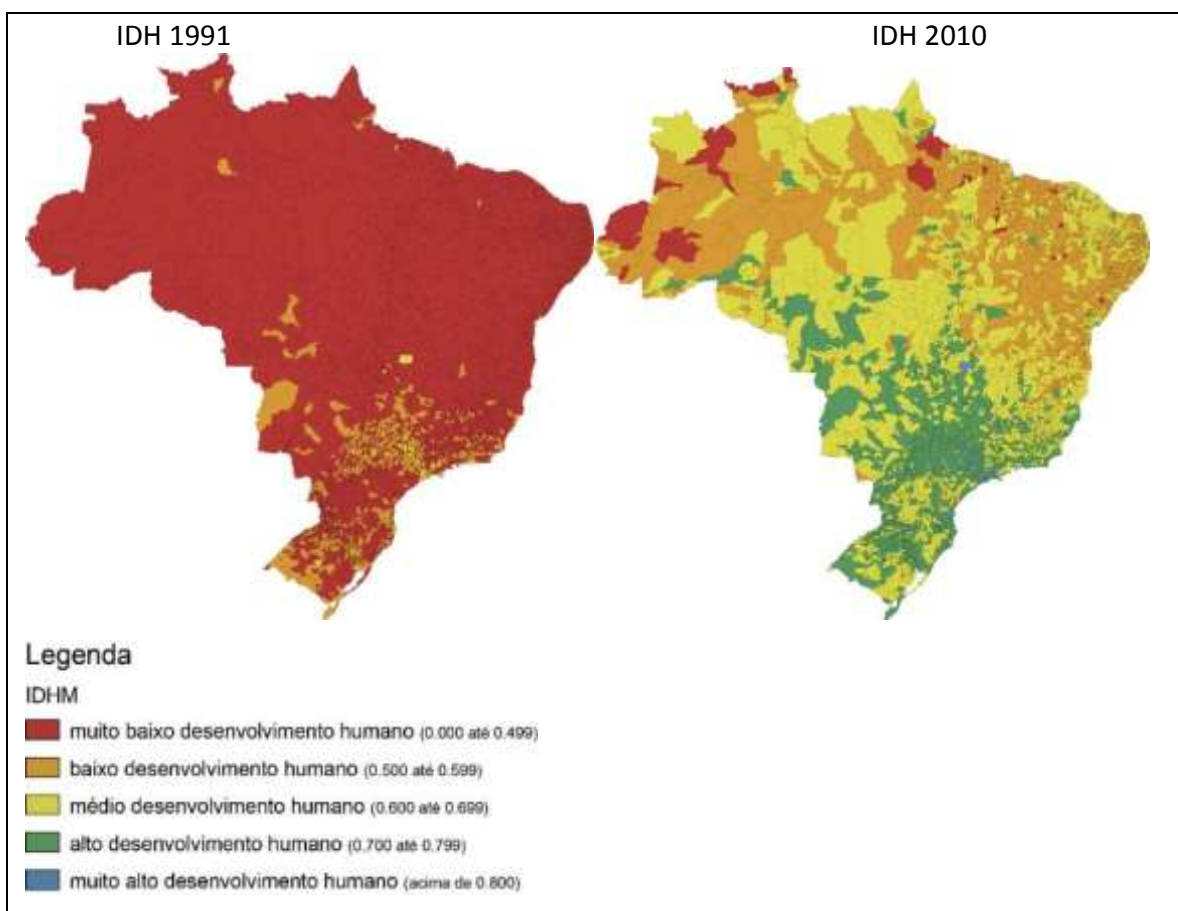 IDH 1991
IDH 2010
Legenda
IDHM
muito baixo desenvolvimento humano (0.000 até 0.499)
baixo desenvolvimento humano (0.500 até 0.599)
médio desenvolvimento humano (0.600 até 0.699)
alto desenvolvimento humano (0.700 até 0.799)
muito alto desenvolvimento humano (acima de 0.800)